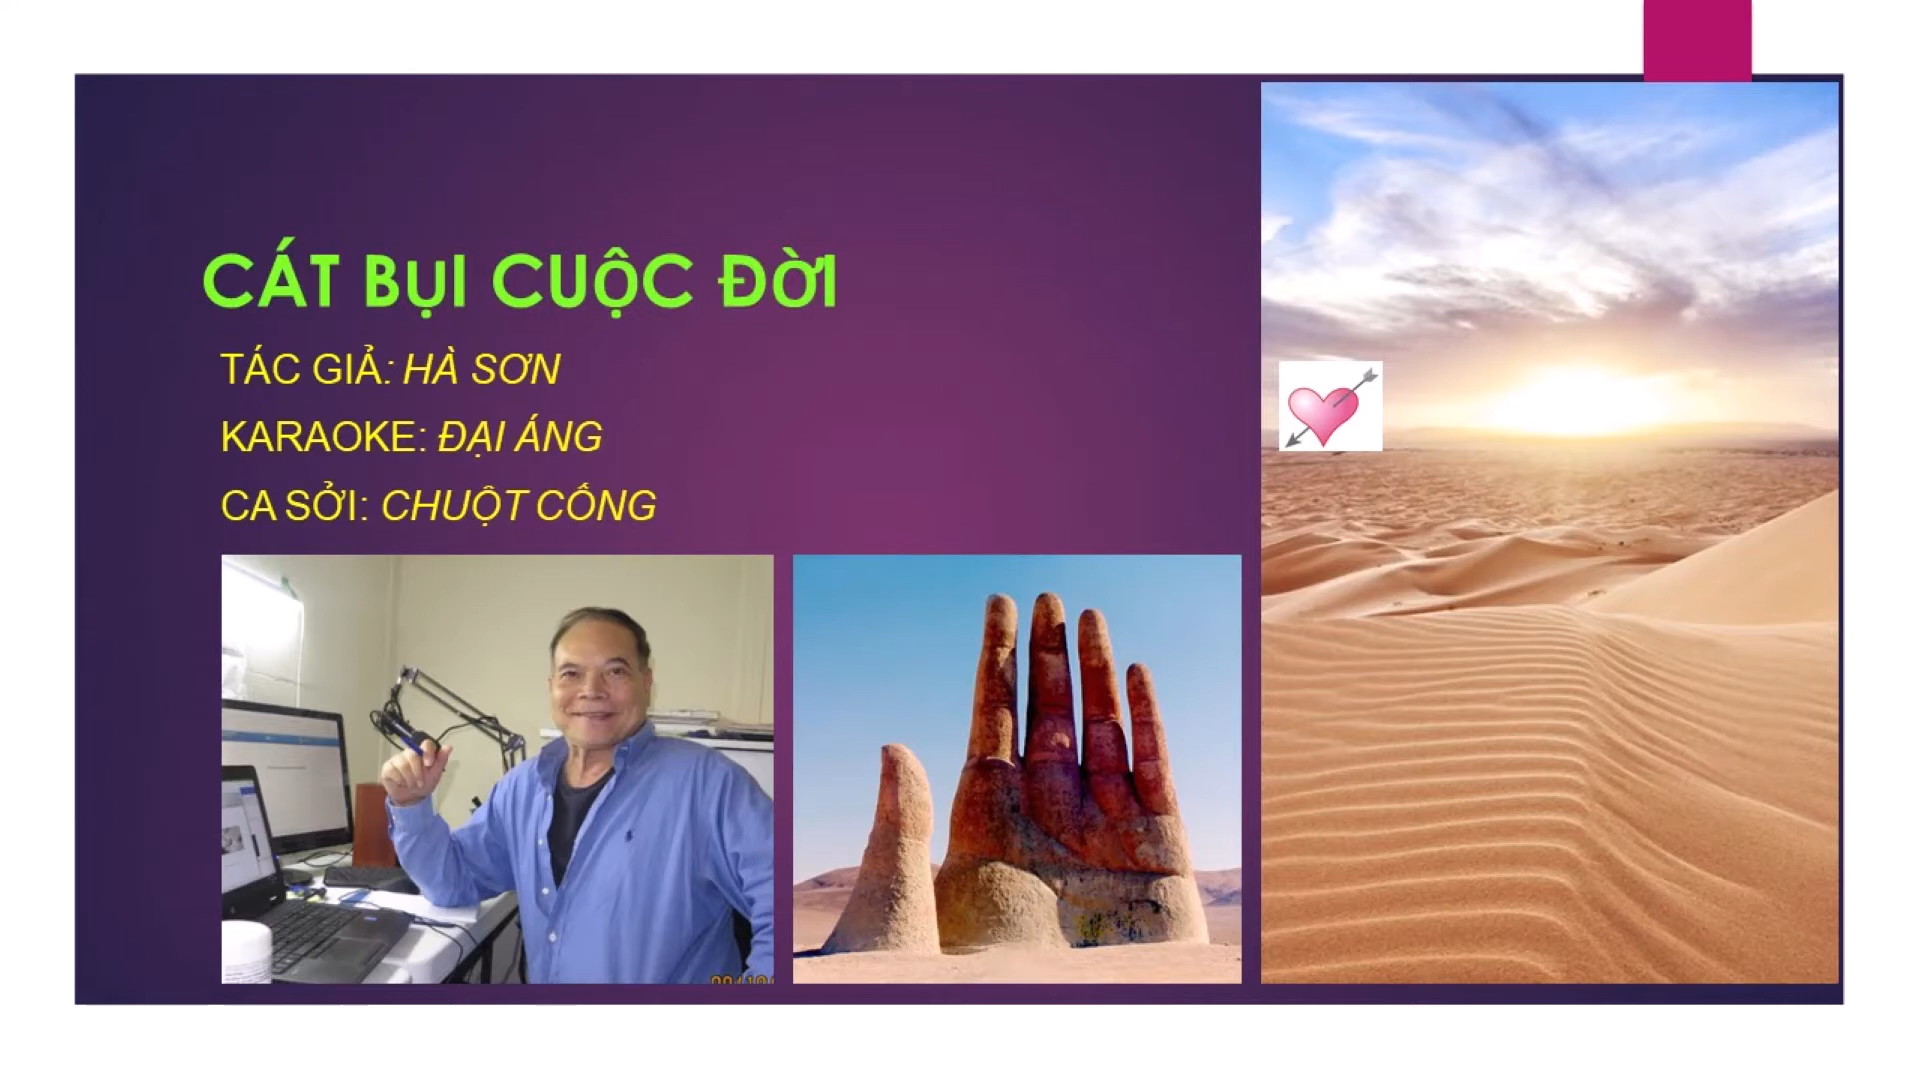 CÁT BỤI CUỘC ĐỜI
TÁC GIẢ: HÀ SƠN
KARAOKE: ĐẠI ÁNG
CA SỞI: CHUỘT CỐNG